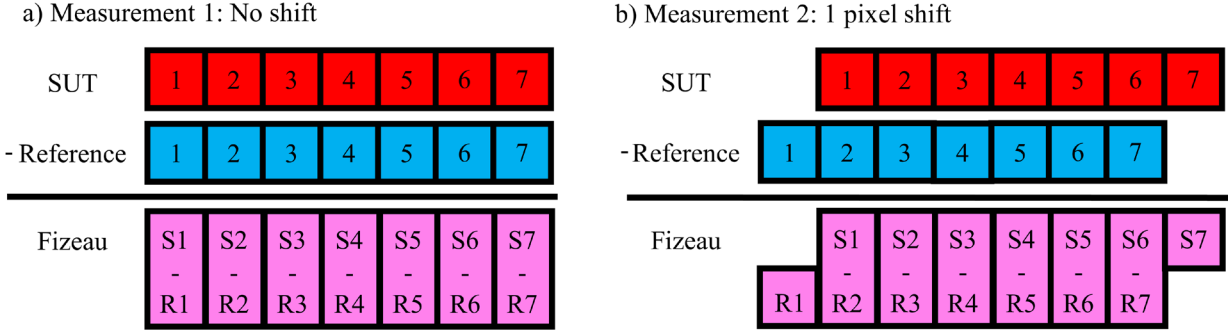 a) Measurement 1: No shift
SUT 1 2 3 4 5 6 7
- Reference 1 2 3 4 5 6 7
Fizeau S1 S2 S3 S4 S5 S6 S7
- - - - - - -
R1 R2 R3 R4 R5 R6 R7
b) Measurement 2: 1 pixel shift
SUT 1 2 3 4 5 6 7
-Reference 1 2 3 4 5 6 7
Fizeau S1 S2 S3 S4 S5 S6 S7
- - - - - -
R1 R2 R3 R4 R5 R6 R7